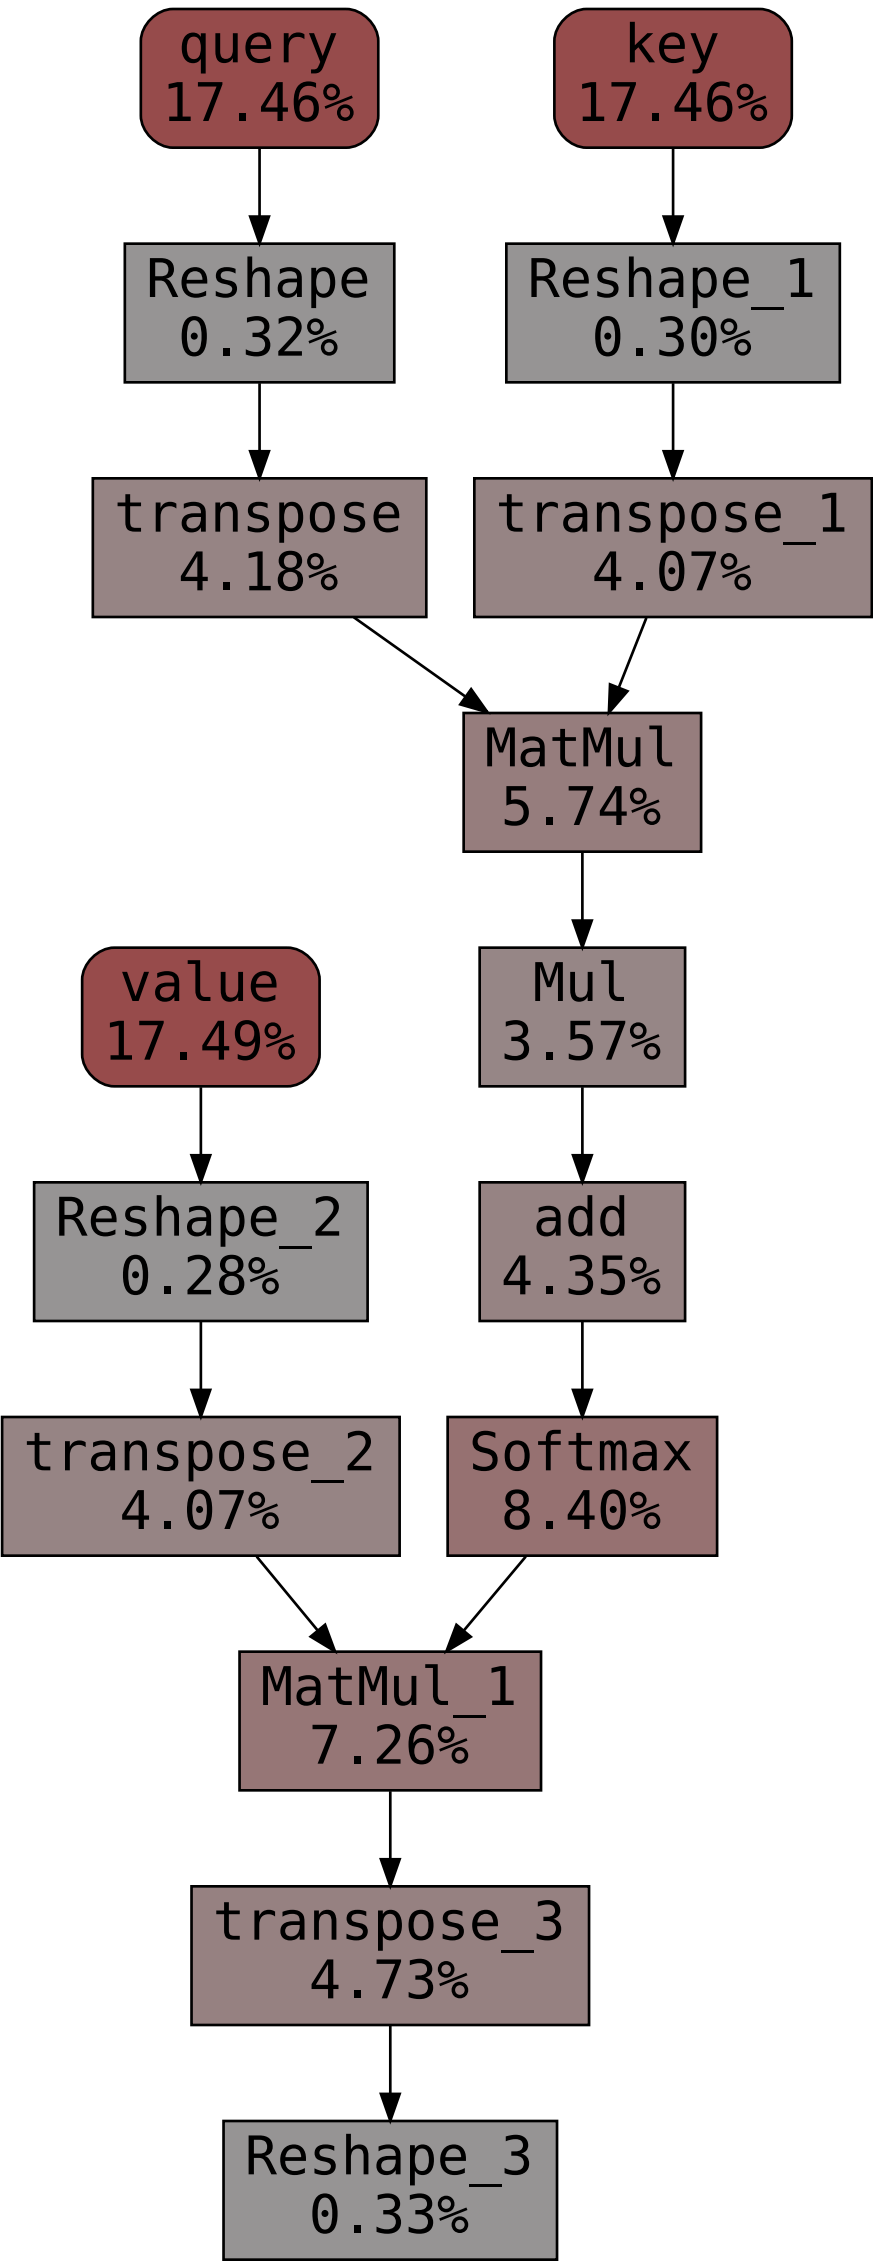 query
17.46%
key
17.46%
Reshape
0.32%
Reshape_1
0.30%
transpose
4.18%
transpose_1
4.07%
MatMul
5.74%
value
17.49%
Mul
3.57%
Reshape_2
0.28%
add
4.35%
transpose_2
4.07%
Softmax
8.40%
MatMul_1
7.26%
transpose_3
4.73%
Reshape_3
0.33%